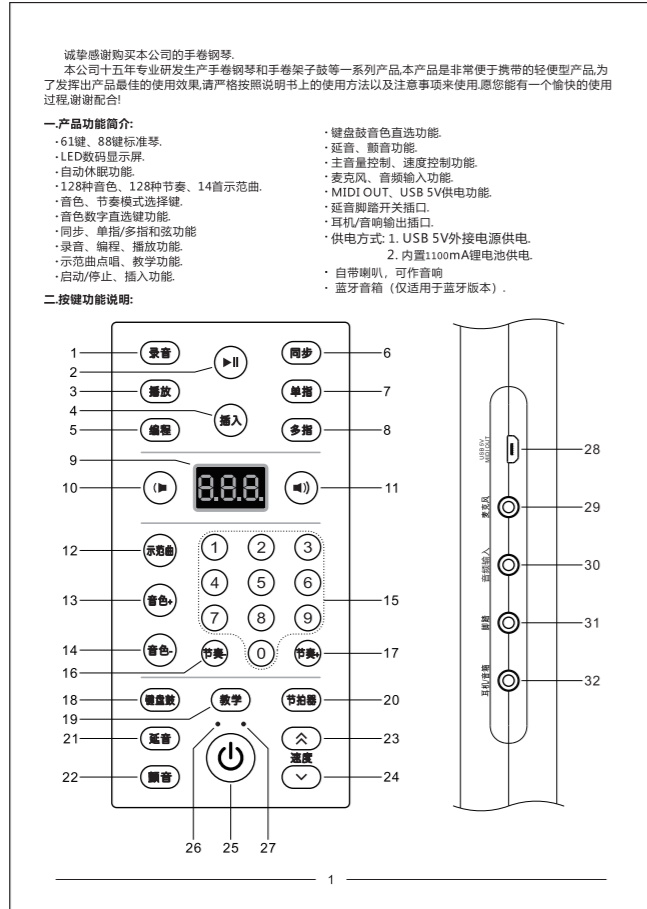 诚挚感谢购买本公司的手卷钢琴.
本公司十五年专业研发生产手卷钢琴和手卷架子鼓等一系列产品,本产品是非常便于携带的轻便型产品,为
了发挥出产品最佳的使用效果,请严格按照说明书上的使用方法以及注意事项来使用.愿您能有一个愉快的使用
过程,谢谢配合!
一.产品功能简介:
·61键、88键标准琴.
·LED数码显示屏.
·自动休眠功能.
·128种音色、128种节奏、14首示范曲.
·音色、节奏模式选择键.
·音色数字直选键功能.
·同步、单指/多指和弦功能
·录音、编程、播放功能.
·示范曲点唱、教学功能.
·启动/停止、插入功能.
·键盘鼓音色直选功能.
·延音、颤音功能.
·主音量控制、速度控制功能.
·麦克风、音频输入功能.
·MIDI OUT、USB 5V供电功能.
·延音脚踏开关插口.
·耳机/音响输出插口.
·供电方式: 1. USB 5V外接电源供电.
2. 内置1100mA锂电池供电.
· 自带喇叭，可作音响
· 蓝牙音箱（仅适用于蓝牙版本）.
二.按键功能说明:
1 录音 同步 6
2
3 播放 单指 7
4 插入
5 编程 多指 8
9
10 8.8.8. 11
12 示范曲 1 2 3
13 音色+ 4 5 6 15
7 8 9
14 音色- 节奏- 0 节奏+ 17
16
18 键盘鼓 教学 节拍器 20
19
21 延音 23
速度
22 颤音 24
26 25 27
USB 5V
MIDI OUT
28
麦克风 29
音频输入 30
脚踏 31
耳机/音箱 32
1